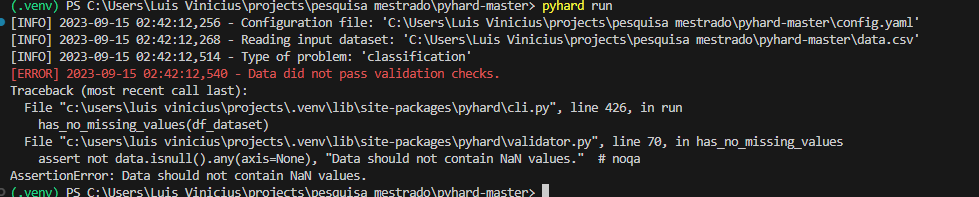 (.venv) PS C:\Users\Luis Vinicius\projects\pesquisa mestrado\pyhard-master> pyhard run
[INFO] 2023-09-15 02:42:12,256 - Configuration file: 'C:\Users\Luis Vinicius\projects\pesquisa mestrado\pyhard-master\config.yaml'
[INFO] 2023-09-15 02:42:12,268 - Reading input dataset: 'C:\Users\Luis Vinicius\projects\pesquisa mestrado\pyhard-master\data.csv'
[INFO] 2023-09-15 02:42:12,514 - Type of problem: 'classification'
[ERROR] 2023-09-15 02:42:12,540 - Data did not pass validation checks.
Traceback (most recent call last):
  File "c:\users\luis vinicius\projects\.venv\lib\site-packages\pyhard\cli.py", line 426, in run
    has_no_missing_values(df_dataset)
  File "c:\users\luis vinicius\projects\.venv\lib\site-packages\pyhard\validator.py", line 70, in has_no_missing_values
    assert not data.isnull().any(axis=None), "Data should not contain NaN values."  # noqa
AssertionError: Data should not contain NaN values.
(.venv) PS C:\Users\Luis Vinicius\projects\pesquisa mestrado\pyhard-master>